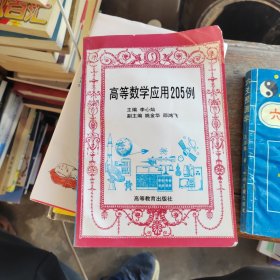 高等数学应用205例
主编 李心灿
副主编 姚金华 邵鸿飞
高等教育出版社
六